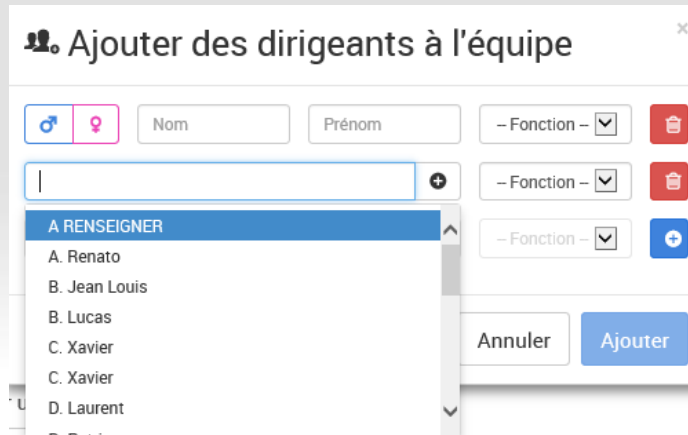 Ajouter des dirigeants à l'équipe ×
Nom Prénom -- Fonction --
-- Fonction --
A RENSEIGNER
-- Fonction --
A. Renato
B. Jean Louis
B. Lucas
C. Xavier
Annuler Ajouter
C. Xavier
D. Laurent